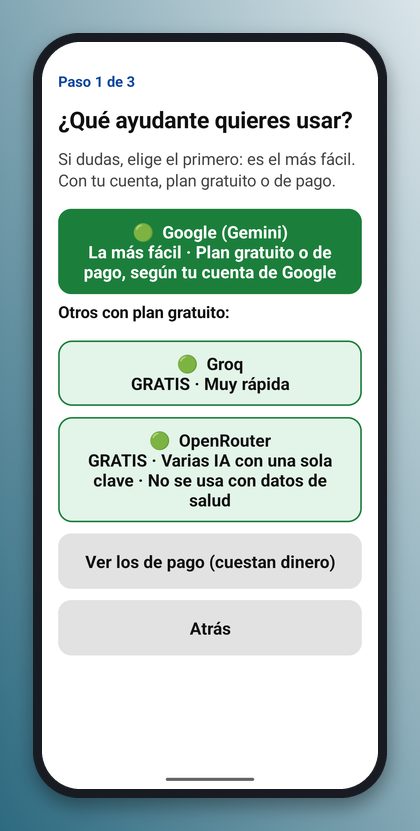 Paso 1 de 3
¿Qué ayudante quieres usar?
Si dudas, elige el primero: es el más fácil.
Con tu cuenta, plan gratuito o de pago.
Google (Gemini)
La más fácil · Plan gratuito o de
pago, según tu cuenta de Google
Otros con plan gratuito:
Groq
GRATIS · Muy rápida
OpenRouter
GRATIS · Varias IA con una sola
clave · No se usa con datos de
salud
Ver los de pago (cuestan dinero)
Atrás